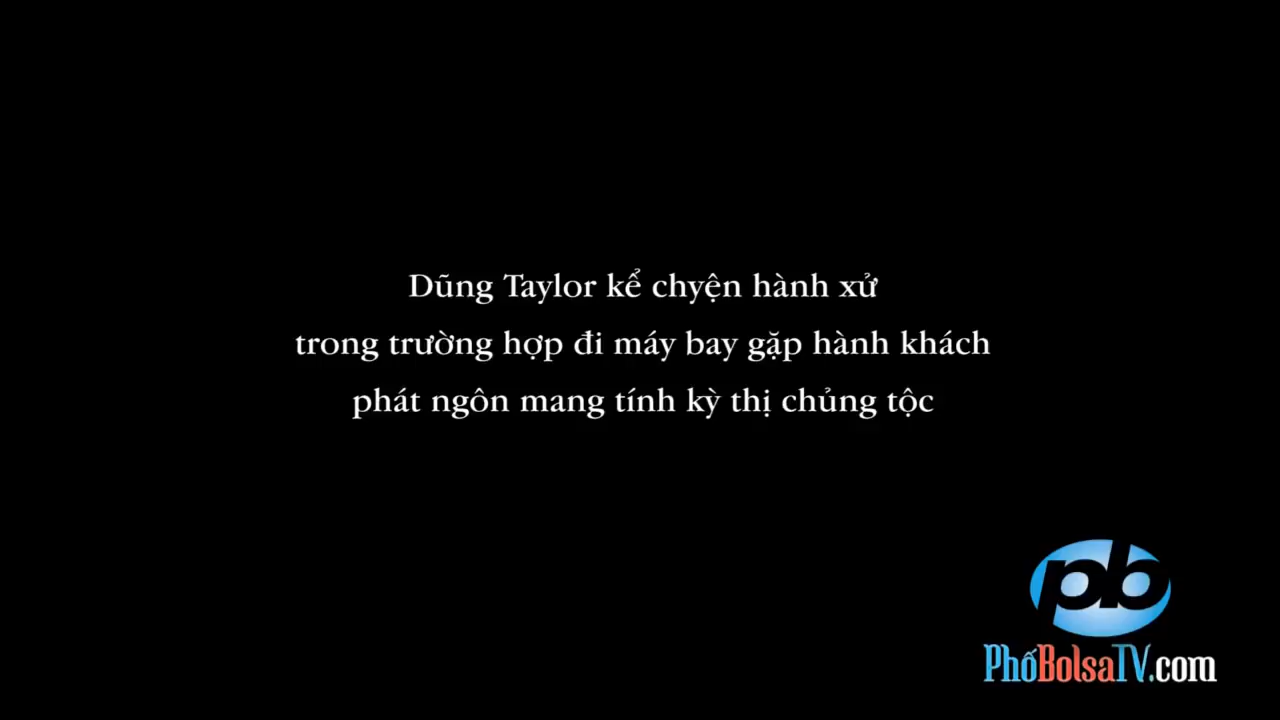 Dũng Taylor kể chyện hành xử
trong trường hợp đi máy bay gặp hành khách
phát ngôn mang tính kỳ thị chủng tộc
pb
PhốBolsaTV.com